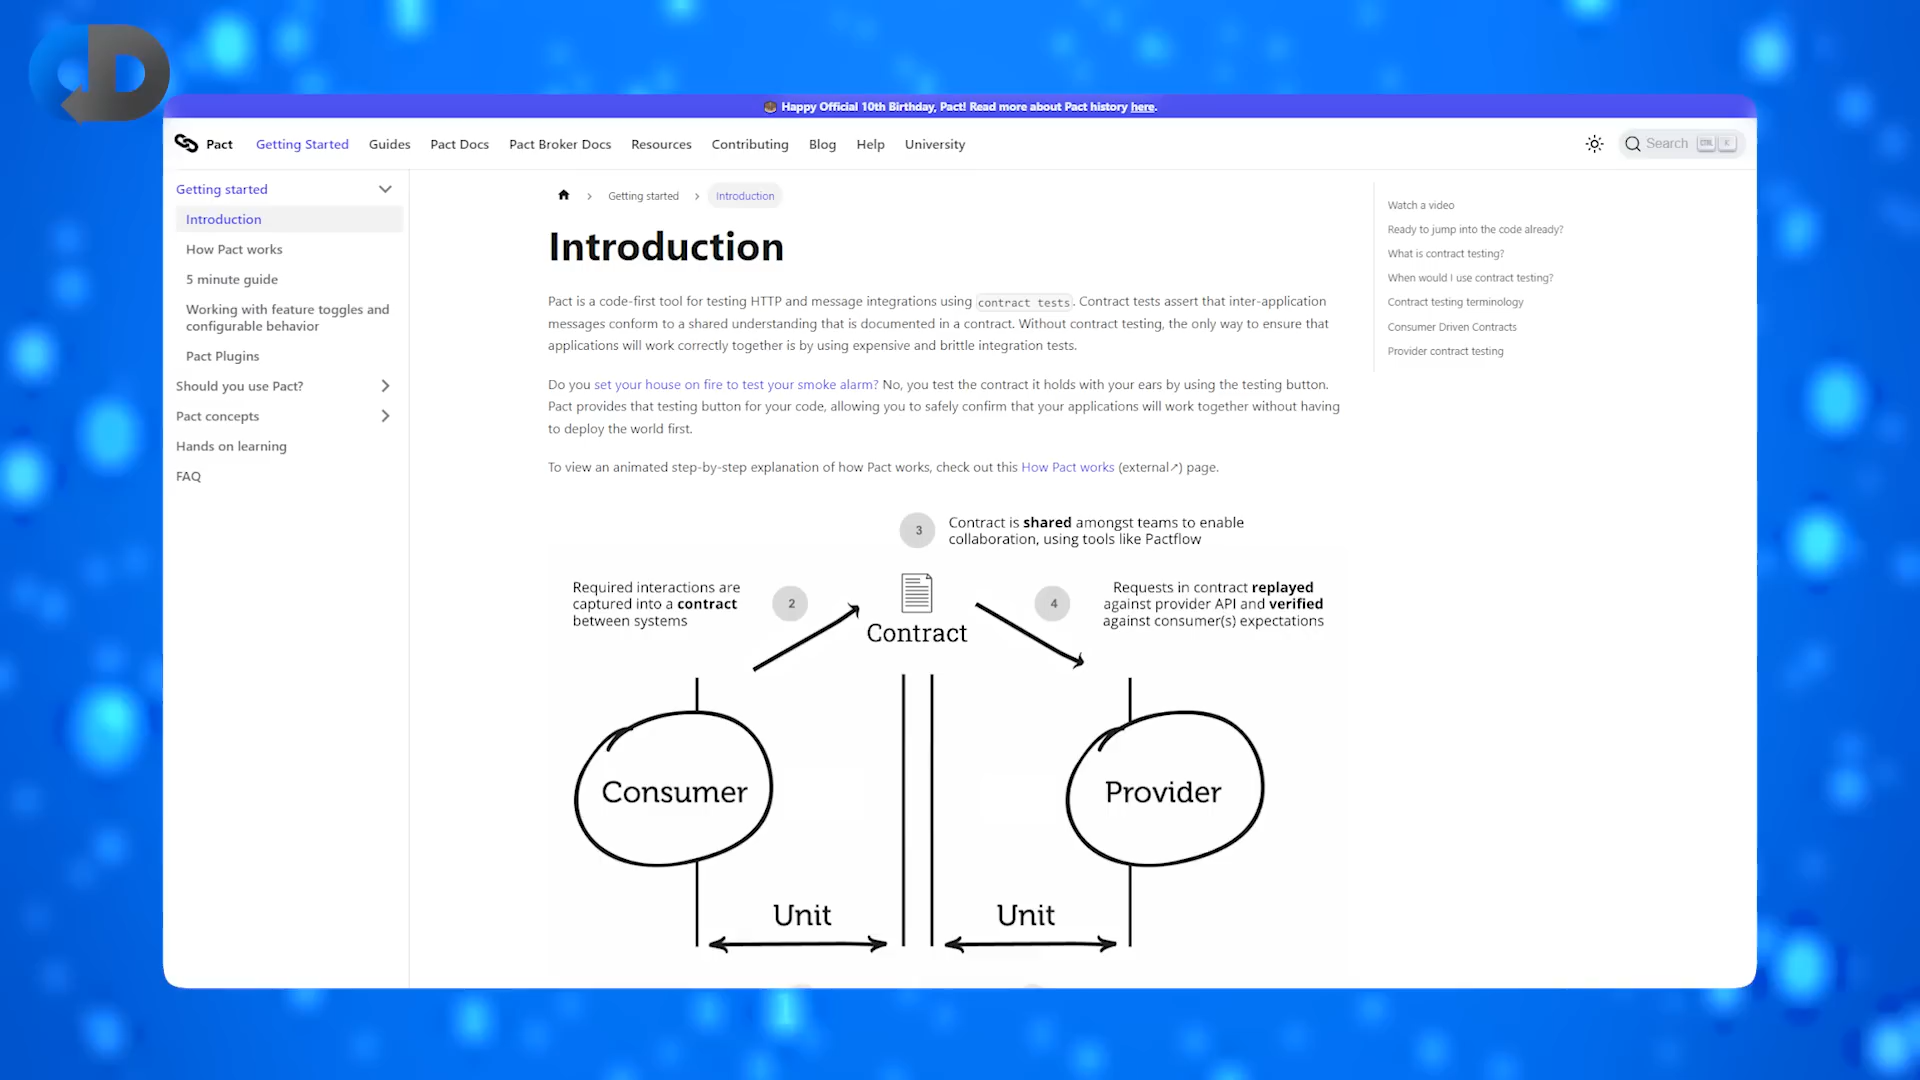 Happy Official 10th Birthday, Pact! Read more about Pact history here.
Pact Getting Started Guides Pact Docs Pact Broker Docs Resources Contributing Blog Help University
Search CTRL K
Getting started
Introduction
How Pact works
5 minute guide
Working with feature toggles and
configurable behavior
Pact Plugins
Should you use Pact?
Pact concepts
Hands on learning
FAQ
Getting started Introduction
Introduction
Pact is a code-first tool for testing HTTP and message integrations using contract tests. Contract tests assert that inter-application
messages conform to a shared understanding that is documented in a contract. Without contract testing, the only way to ensure that
applications will work correctly together is by using expensive and brittle integration tests.
Do you set your house on fire to test your smoke alarm? No, you test the contract it holds with your ears by using the testing button.
Pact provides that testing button for your code, allowing you to safely confirm that your applications will work together without having
to deploy the world first.
To view an animated step-by-step explanation of how Pact works, check out this How Pact works (external↗) page.
3
Contract is shared amongst teams to enable
collaboration, using tools like Pactflow
Required interactions are
captured into a contract
between systems
2
Contract
4
Requests in contract replayed
against provider API and verified
against consumer(s) expectations
Consumer
Provider
Unit
Unit
Watch a video
Ready to jump into the code already?
What is contract testing?
When would I use contract testing?
Contract testing terminology
Consumer Driven Contracts
Provider contract testing